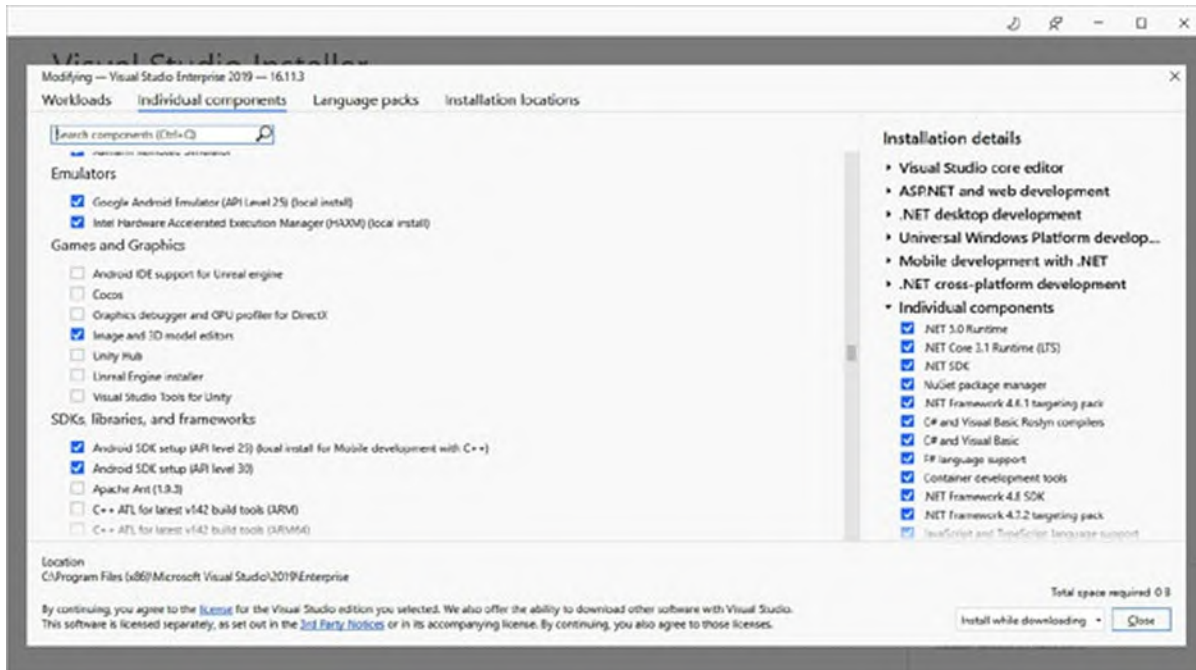 Visual Studio Installer
Modifying — Visual Studio Enterprise 2019 — 16.11.3
Workloads Individual components Language packs Installation locations
Search components (Ctrl+Q)
Emulators
Google Android Emulator (API Level 25) (local install)
Intel Hardware Accelerated Execution Manager (HAXM) (local install)
Games and Graphics
Android IDE support for Unreal engine
Cocos
Graphics debugger and GPU profiler for DirectX
Image and 3D model editors
Unity Hub
Unreal Engine installer
Visual Studio Tools for Unity
SDKs, libraries, and frameworks
Android SDK setup (API level 25) (local install for Mobile development with C++)
Android SDK setup (API level 30)
Apache Ant (1.9.3)
C++ ATL for latest v142 build tools (ARM)
C++ ATL for latest v142 build tools (ARM64)
Installation details
Visual Studio core editor
ASP.NET and web development
.NET desktop development
Universal Windows Platform develop...
Mobile development with .NET
.NET cross-platform development
Individual components
.NET 5.0 Runtime
.NET Core 3.1 Runtime (LTS)
.NET SDK
NuGet package manager
.NET Framework 4.6.1 targeting pack
C# and Visual Basic Roslyn compilers
C# and Visual Basic
F# language support
Container development tools
.NET Framework 4.8 SDK
.NET Framework 4.7.2 targeting pack
JavaScript and TypeScript language support
Location
C:\Program Files (x86)\Microsoft Visual Studio\2019\Enterprise
Total space required 0 B
By continuing, you agree to the license for the Visual Studio edition you selected. We also offer the ability to download other software with Visual Studio.
This software is licensed separately, as set out in the 3rd Party Notices or in its accompanying license. By continuing, you also agree to those licenses.
Install while downloading Close